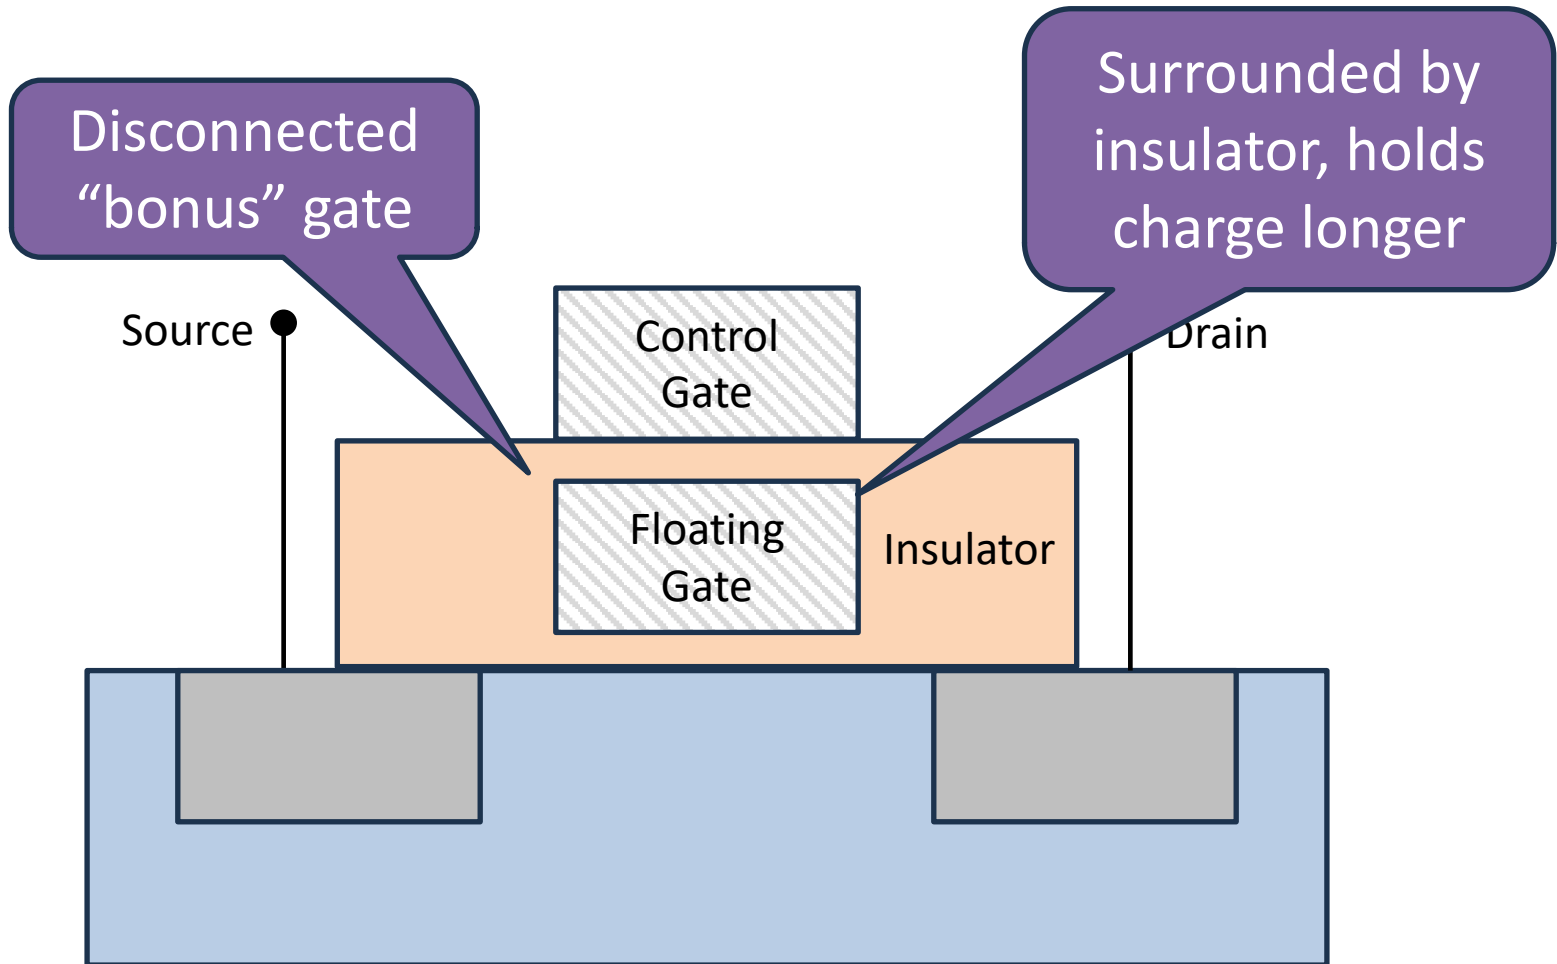 Disconnected
“bonus” gate
Surrounded by
insulator, holds
charge longer
Source
Control
Gate
Drain
Floating
Gate
Insulator